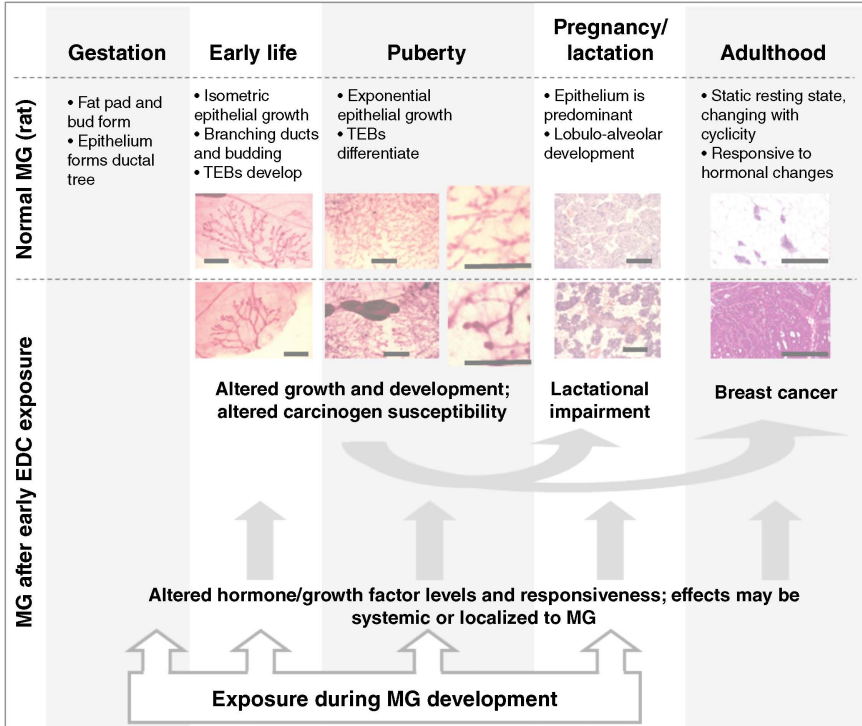 Gestation
Early life
Puberty
Pregnancy/
lactation
Adulthood
Normal MG (rat)
• Fat pad and
bud form
• Epithelium
forms ductal
tree
• Isometric
epithelial growth
• Branching ducts
and budding
• TEBs develop
• Exponential
epithelial growth
• TEBs
differentiate
• Epithelium is
predominant
• Lobulo-alveolar
development
• Static resting state,
changing with
cyclicity
• Responsive to
hormonal changes
MG after early EDC exposure
Altered growth and development;
altered carcinogen susceptibility
Lactational
impairment
Breast cancer
Altered hormone/growth factor levels and responsiveness; effects may be
systemic or localized to MG
Exposure during MG development